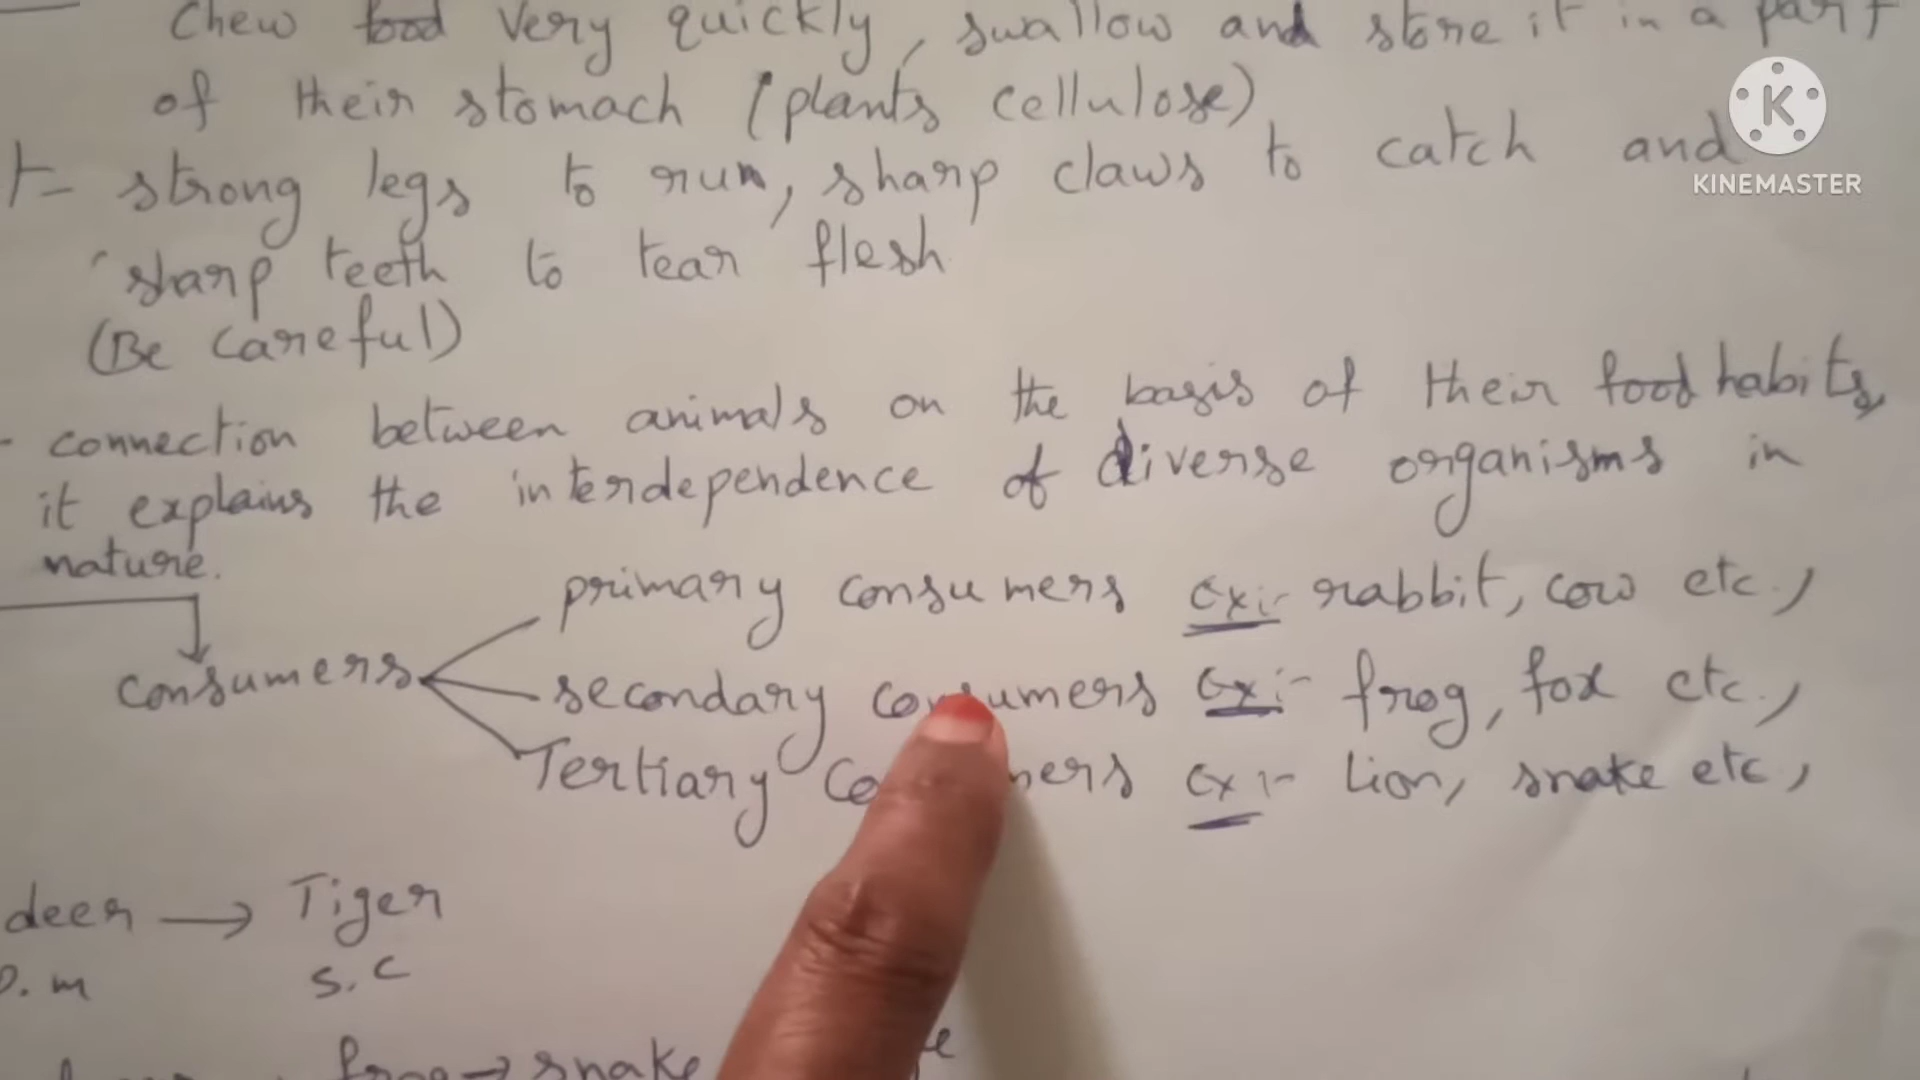 chew food very quickly, swallow and store it in a part
of their stomach (plants cellulose)
strong legs to run, sharp claws to catch and
sharp teeth to tear flesh
(Be careful)
- connection between animals on the basis of their food habits,
it explains the interdependence of diverse organisms in
nature.
consumers
primary consumers Ex:- rabbit, cow etc.,
secondary consumers Ex:- frog, fox etc.,
Tertiary Ex:- Lion, snake etc,
deer → Tiger
S.C
frog → snake
KINEMASTER